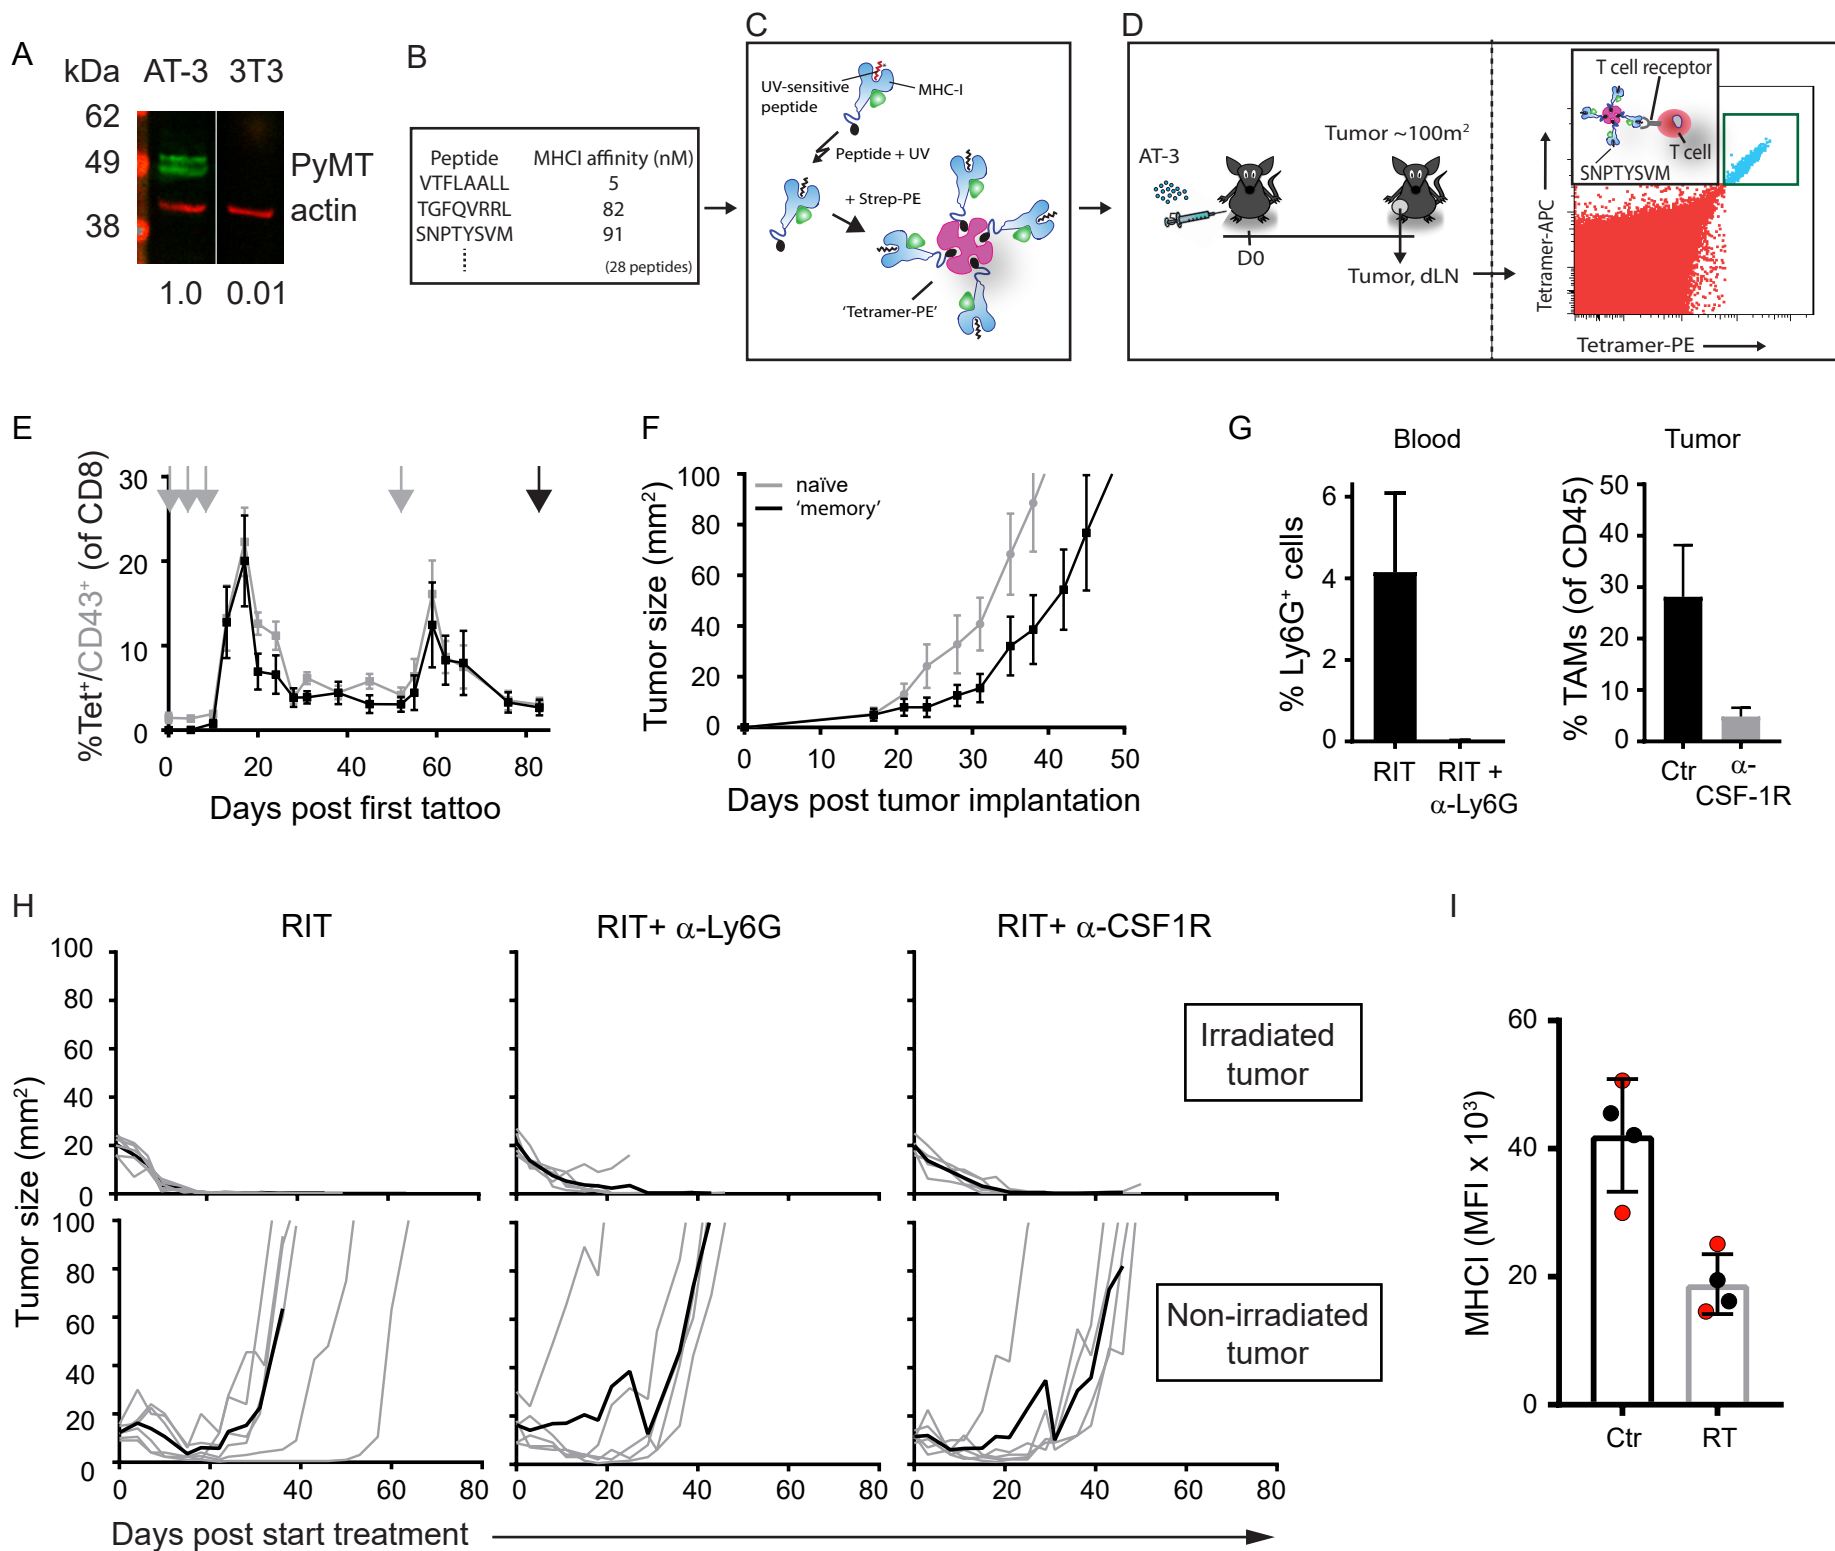 A
kDa AT-3 3T3
62
49
38
PyMT
actin
1.0 0.01
B
Peptide MHCI affinity (nM)
VTFLAALL 5
TGFQVRRL 82
SNPTYSVM 91
(28 peptides)
C
UV-sensitive
peptide
MHC-I
Peptide + UV
+ Strep-PE
'Tetramer-PE'
D
AT-3
D0
Tumor ~100m²
Tumor, dLN
T cell receptor
T cell
SNPTYSVM
Tetramer-APC
Tetramer-PE
E
%Tet⁺/CD43⁺ (of CD8)
30
20
10
0
0 20 40 60 80
Days post first tattoo
F
Tumor size (mm²)
100
80
60
40
20
0
naïve
'memory'
0 10 20 30 40 50
Days post tumor implantation
G
Blood
% Ly6G⁺ cells
6
4
2
0
RIT RIT +
α-Ly6G
Tumor
% TAMs (of CD45)
50
40
30
20
10
0
Ctr α-
CSF-1R
H
RIT RIT+ α-Ly6G RIT+ α-CSF1R
Tumor size (mm²)
100
80
60
40
20
0
Irradiated
tumor
100
80
60
40
20
0
Non-irradiated
tumor
0 20 40 60 80 0 20 40 60 80 0 20 40 60 80
Days post start treatment
I
MHCI (MFI x 10³)
60
40
20
0
Ctr RT